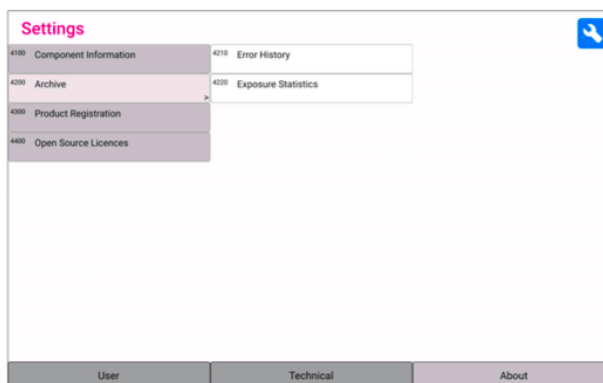 Settings
4100 Component Information
4210 Error History
4200 Archive >
4220 Exposure Statistics
4300 Product Registration
4400 Open Source Licences
User
Technical
About